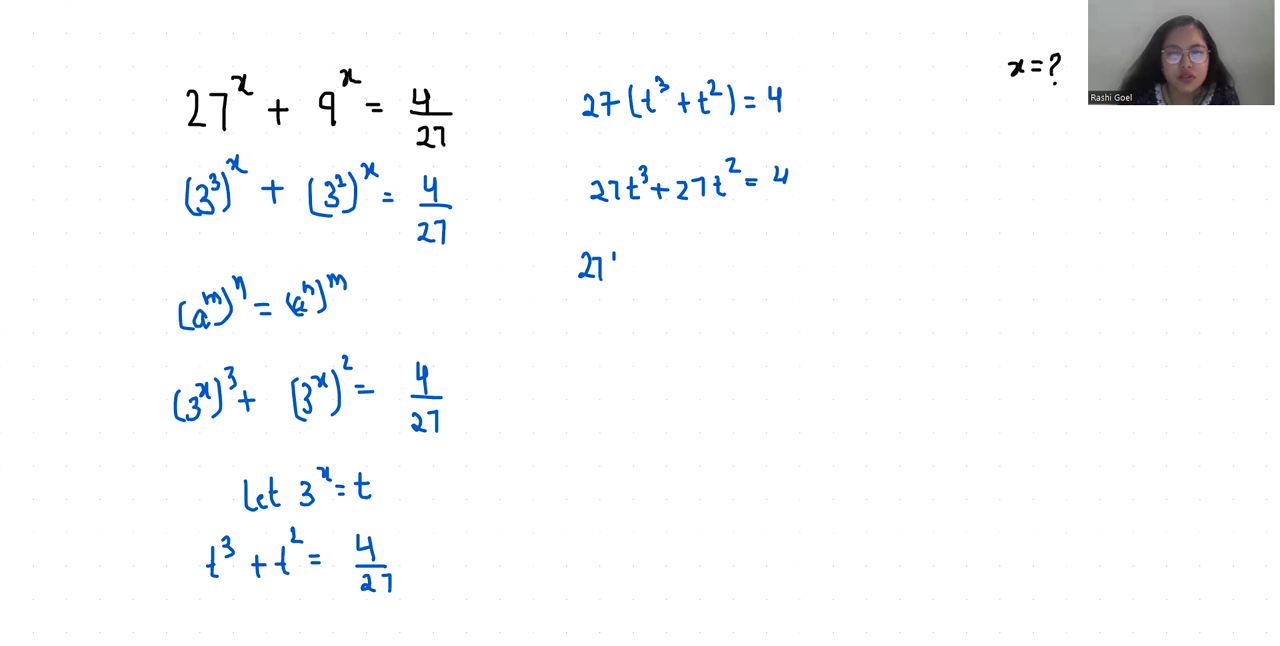 27^x + 9^x = 4/27
(3^3)^x + (3^2)^x = 4/27
(a^m)^n = (a^n)^m
(3^x)^3 + (3^x)^2 = 4/27
Let 3^x = t
t^3 + t^2 = 4/27
27(t^3 + t^2) = 4
27t^3 + 27t^2 = 4
27
x = ?
Rashi Goel